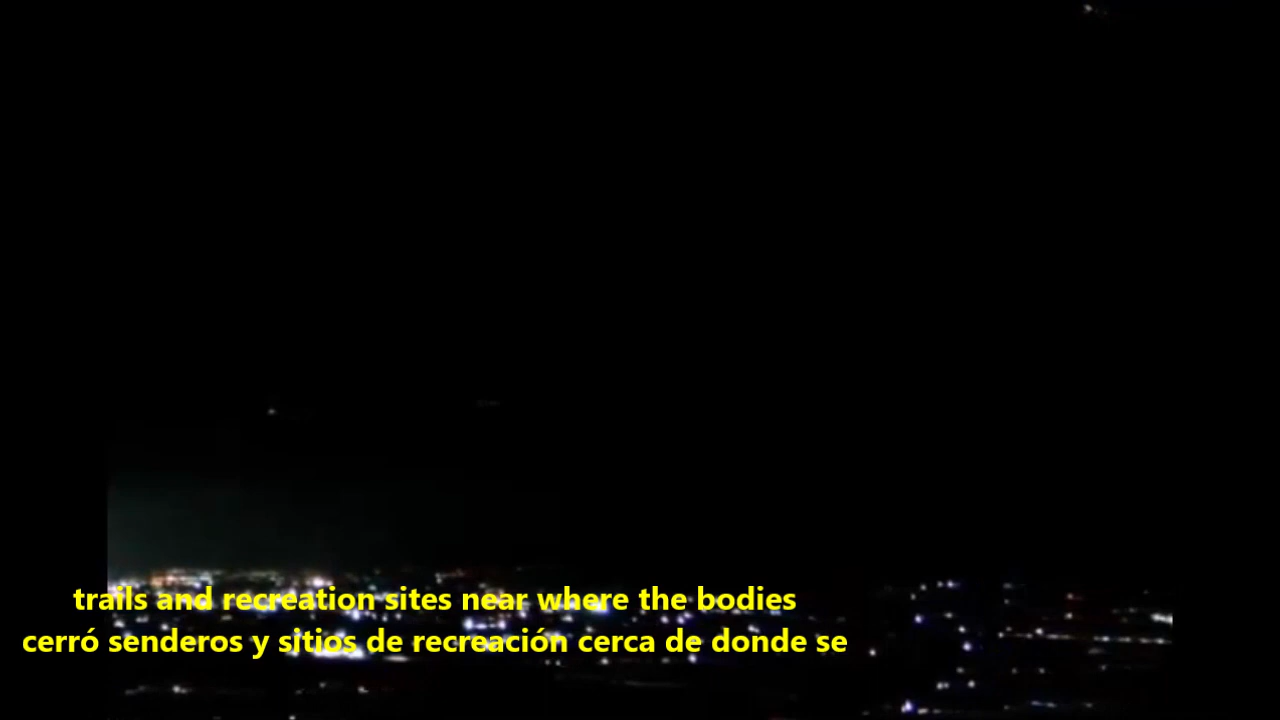 trails and recreation sites near where the bodies
cerró senderos y sitios de recreación cerca de donde se